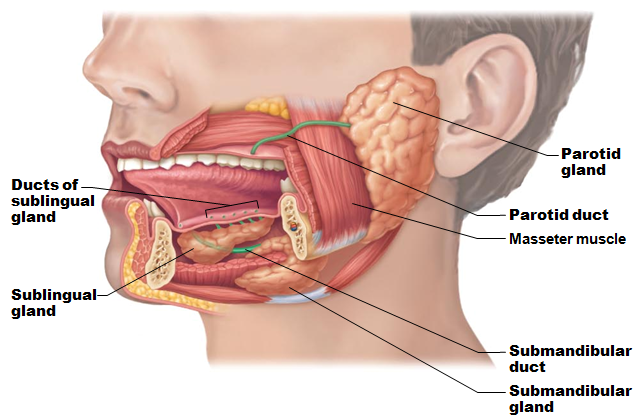 Parotid
gland
Ducts of
sublingual
gland
Parotid duct
Masseter muscle
Sublingual
gland
Submandibular
duct
Submandibular
gland